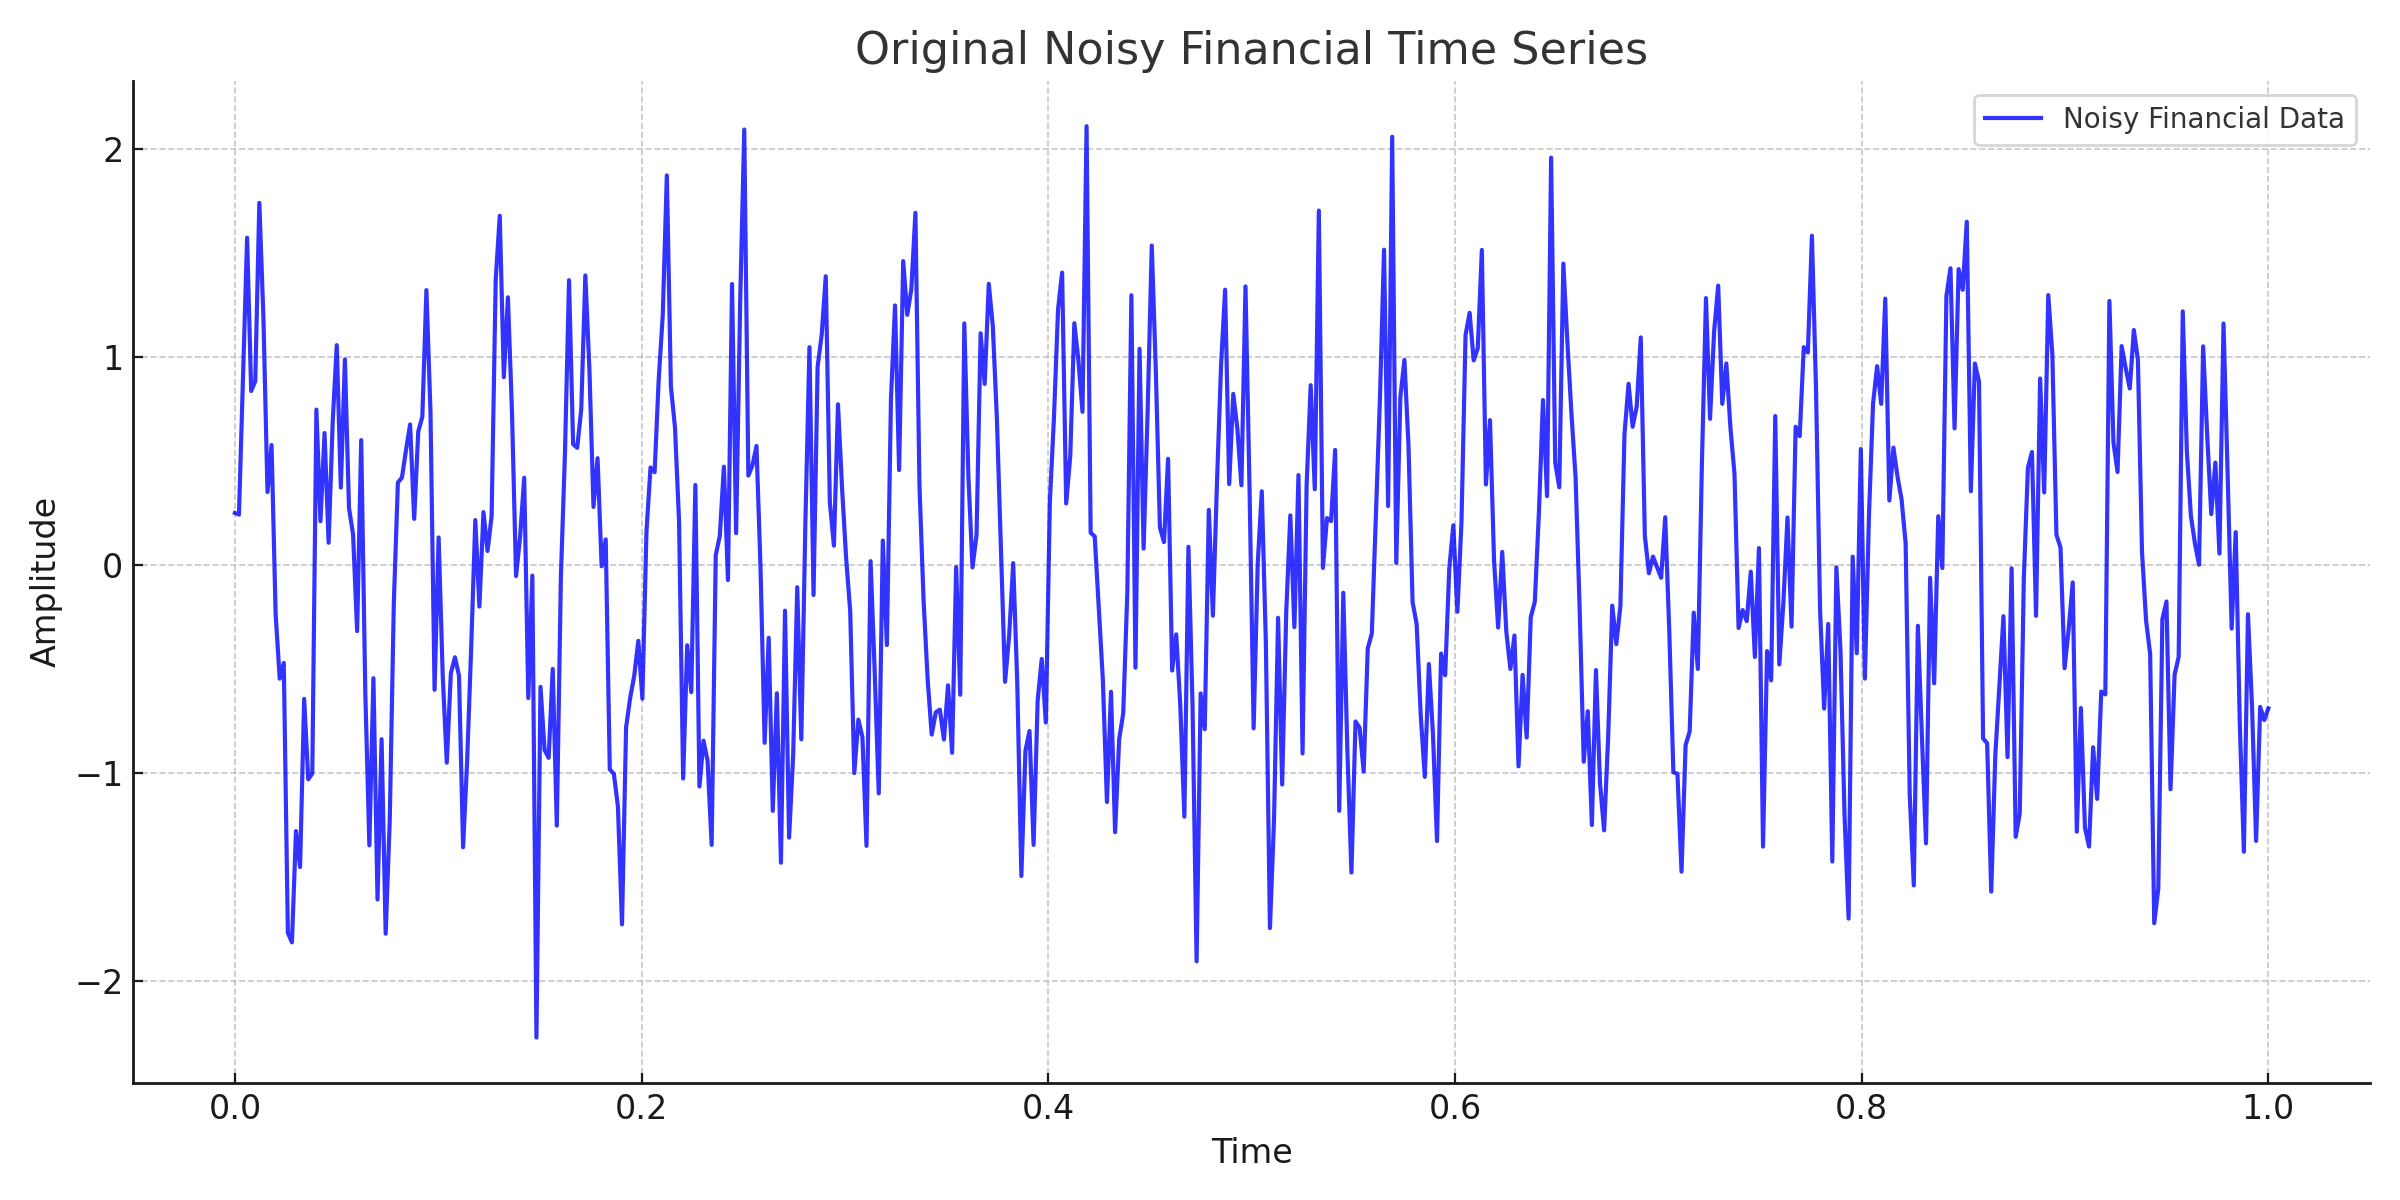 Original Noisy Financial Time Series
Noisy Financial Data
2
1
0
−1
−2
Amplitude
0.0 0.2 0.4 0.6 0.8 1.0
Time